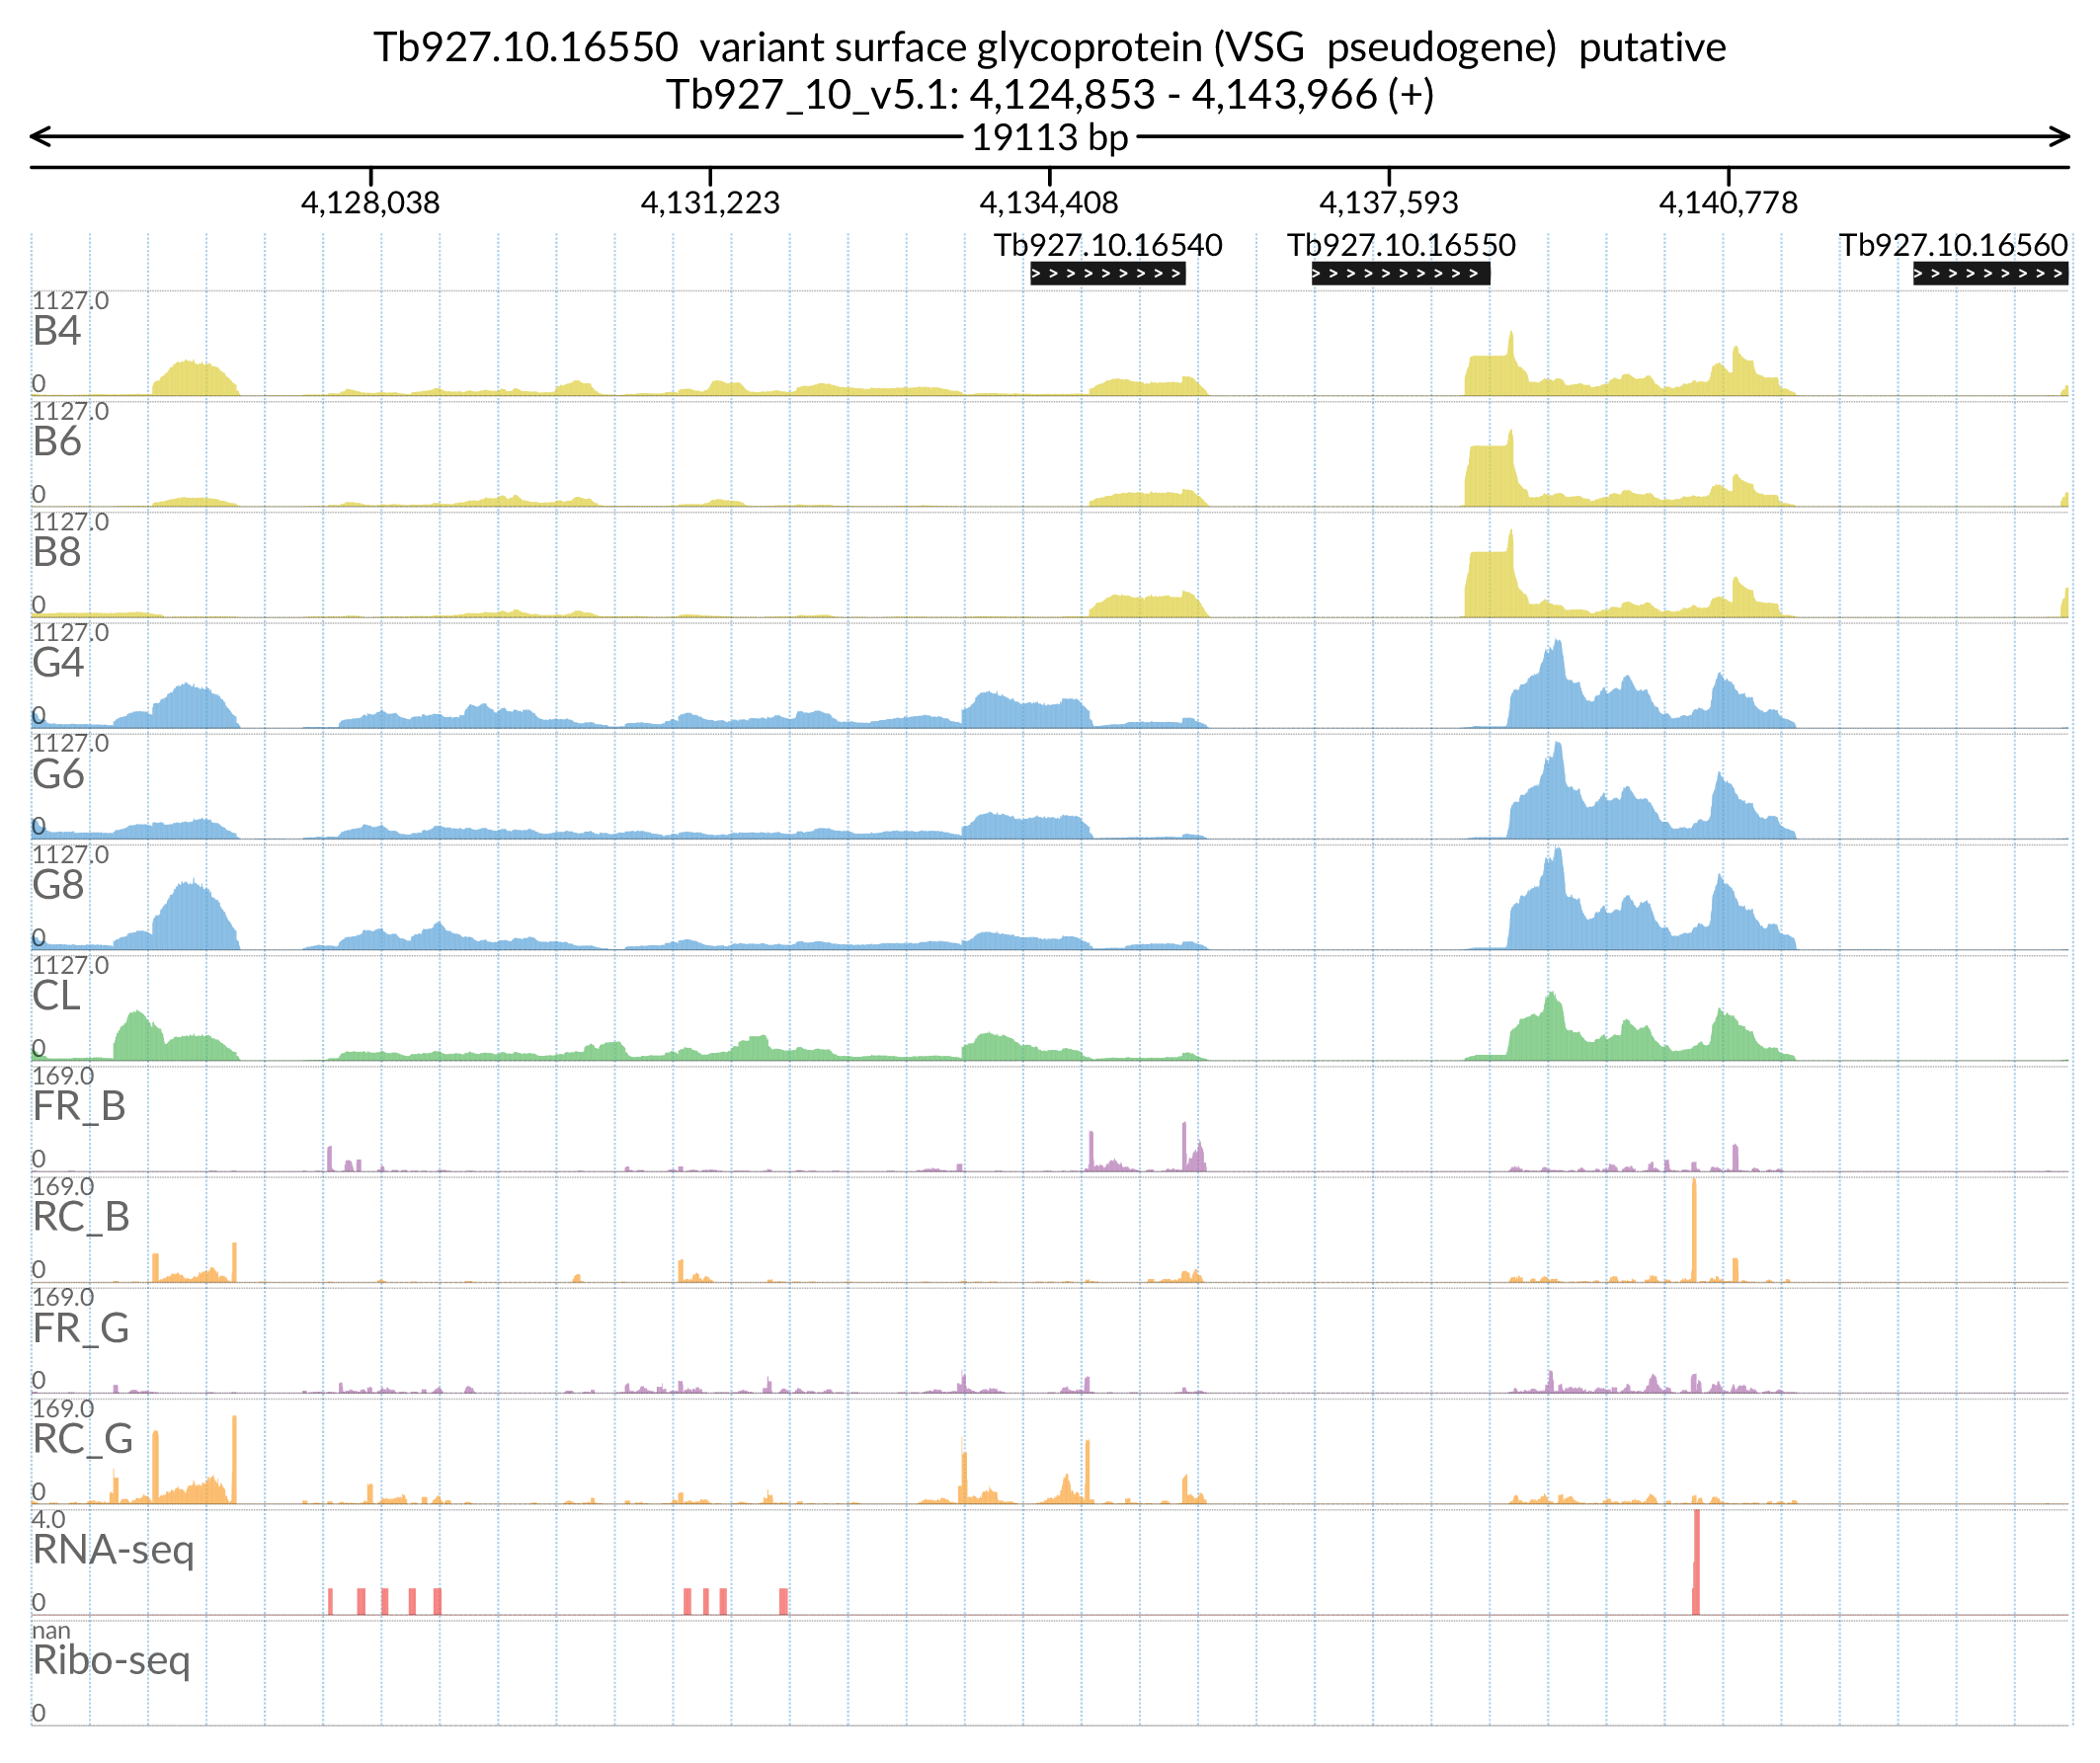 Tb927.10.16550 variant surface glycoprotein (VSG pseudogene) putative
Tb927_10_v5.1: 4,124,853 - 4,143,966 (+)
19113 bp
4,128,038 4,131,223 4,134,408 4,137,593 4,140,778
Tb927.10.16540 Tb927.10.16550 Tb927.10.16560
1127.0
B4
0
1127.0
B6
0
1127.0
B8
0
1127.0
G4
0
1127.0
G6
0
1127.0
G8
0
1127.0
CL
0
169.0
FR_B
0
169.0
RC_B
0
169.0
FR_G
0
169.0
RC_G
0
4.0
RNA-seq
0
nan
Ribo-seq
0